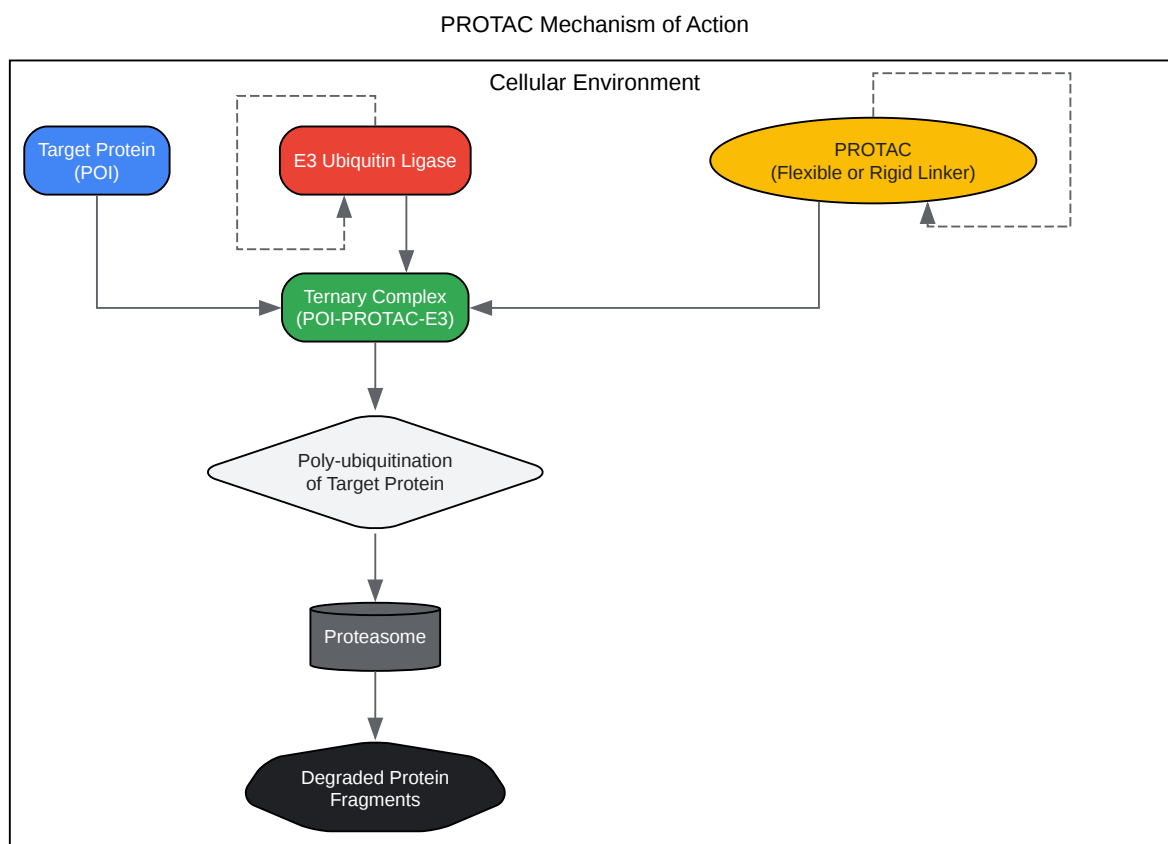 PROTAC Mechanism of Action
Cellular Environment
Target Protein
(POI)
E3 Ubiquitin Ligase
PROTAC
(Flexible or Rigid Linker)
Ternary Complex
(POI-PROTAC-E3)
Poly-ubiquitination
of Target Protein
Proteasome
Degraded Protein
Fragments